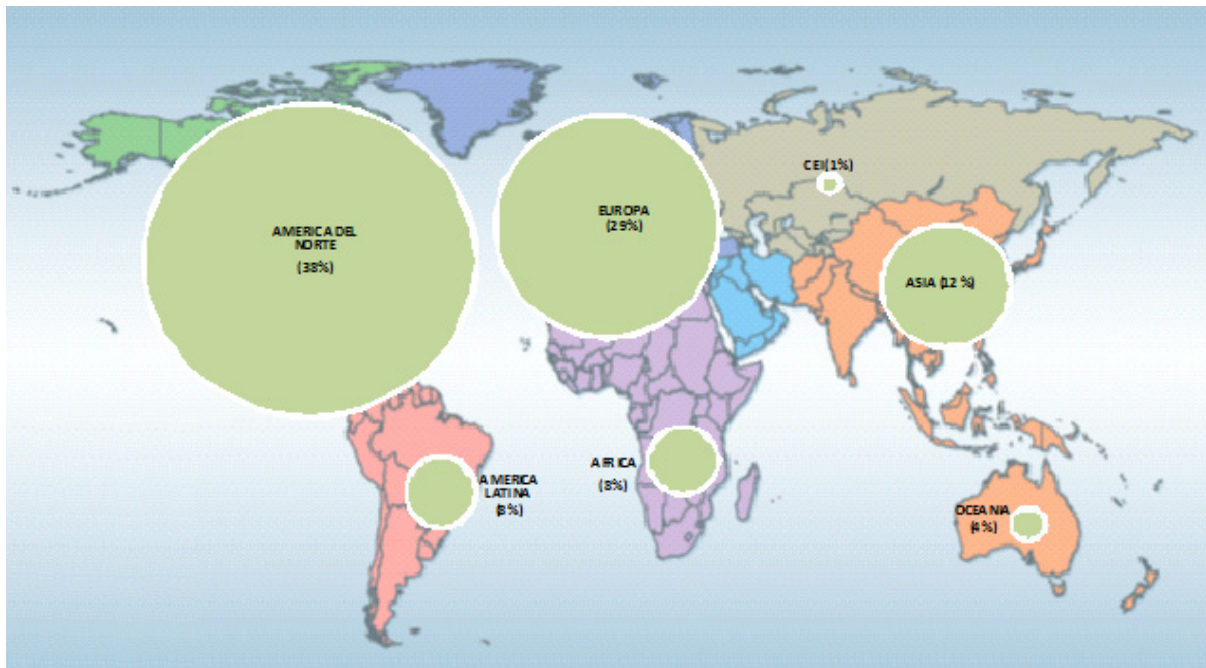 AMERICA DEL
NORTE
(38%)
EUROPA
(29%)
CEI (1%)
ASIA (12 %)
AMERICA
LATINA
(8%)
AFRICA
(8%)
OCEANIA
(4%)